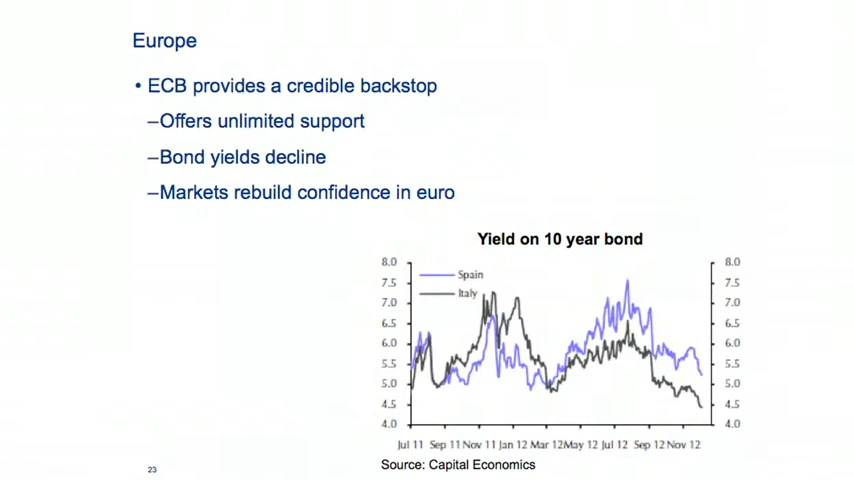 Europe
• ECB provides a credible backstop
–Offers unlimited support
–Bond yields decline
–Markets rebuild confidence in euro
Yield on 10 year bond
8.0 8.0
Spain
7.5 7.5
Italy
7.0 7.0
6.5 6.5
6.0 6.0
5.5 5.5
5.0 5.0
4.5 4.5
4.0 4.0
Jul 11 Sep 11 Nov 11 Jan 12 Mar 12 May 12 Jul 12 Sep 12 Nov 12
Source: Capital Economics
23